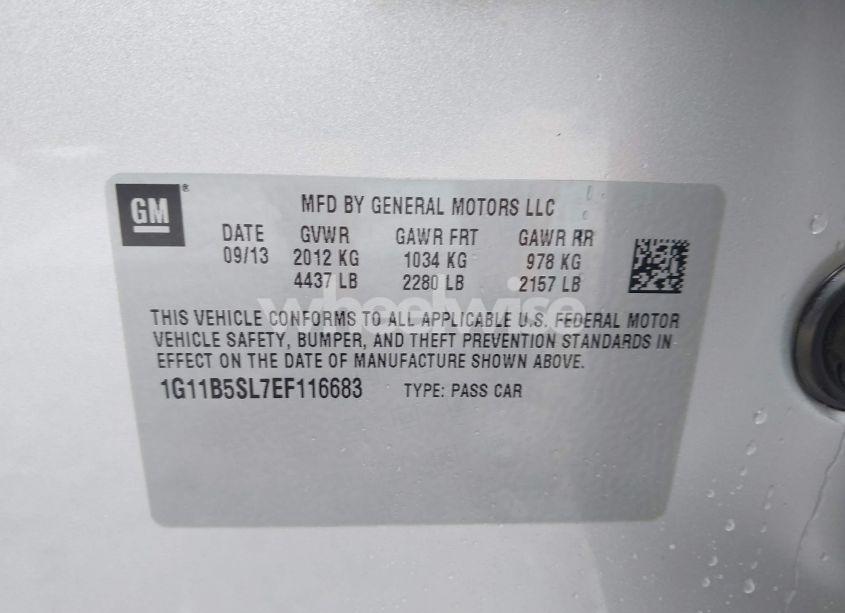 GM®
MFD BY GENERAL MOTORS LLC
DATE GVWR GAWR FRT GAWR RR
09/13 2012 KG 1034 KG 978 KG
4437 LB 2280 LB 2157 LB
wheelwise
THIS VEHICLE CONFORMS TO ALL APPLICABLE U.S. FEDERAL MOTOR
VEHICLE SAFETY, BUMPER, AND THEFT PREVENTION STANDARDS IN
EFFECT ON THE DATE OF MANUFACTURE SHOWN ABOVE.
1G11B5SL7EF116683 TYPE: PASS CAR